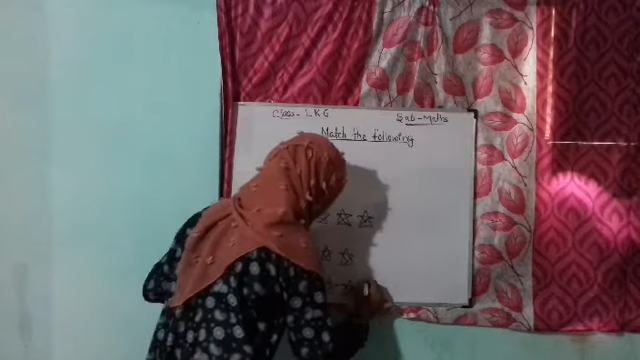 Class - L.K.G
Sub - Maths
Match the following